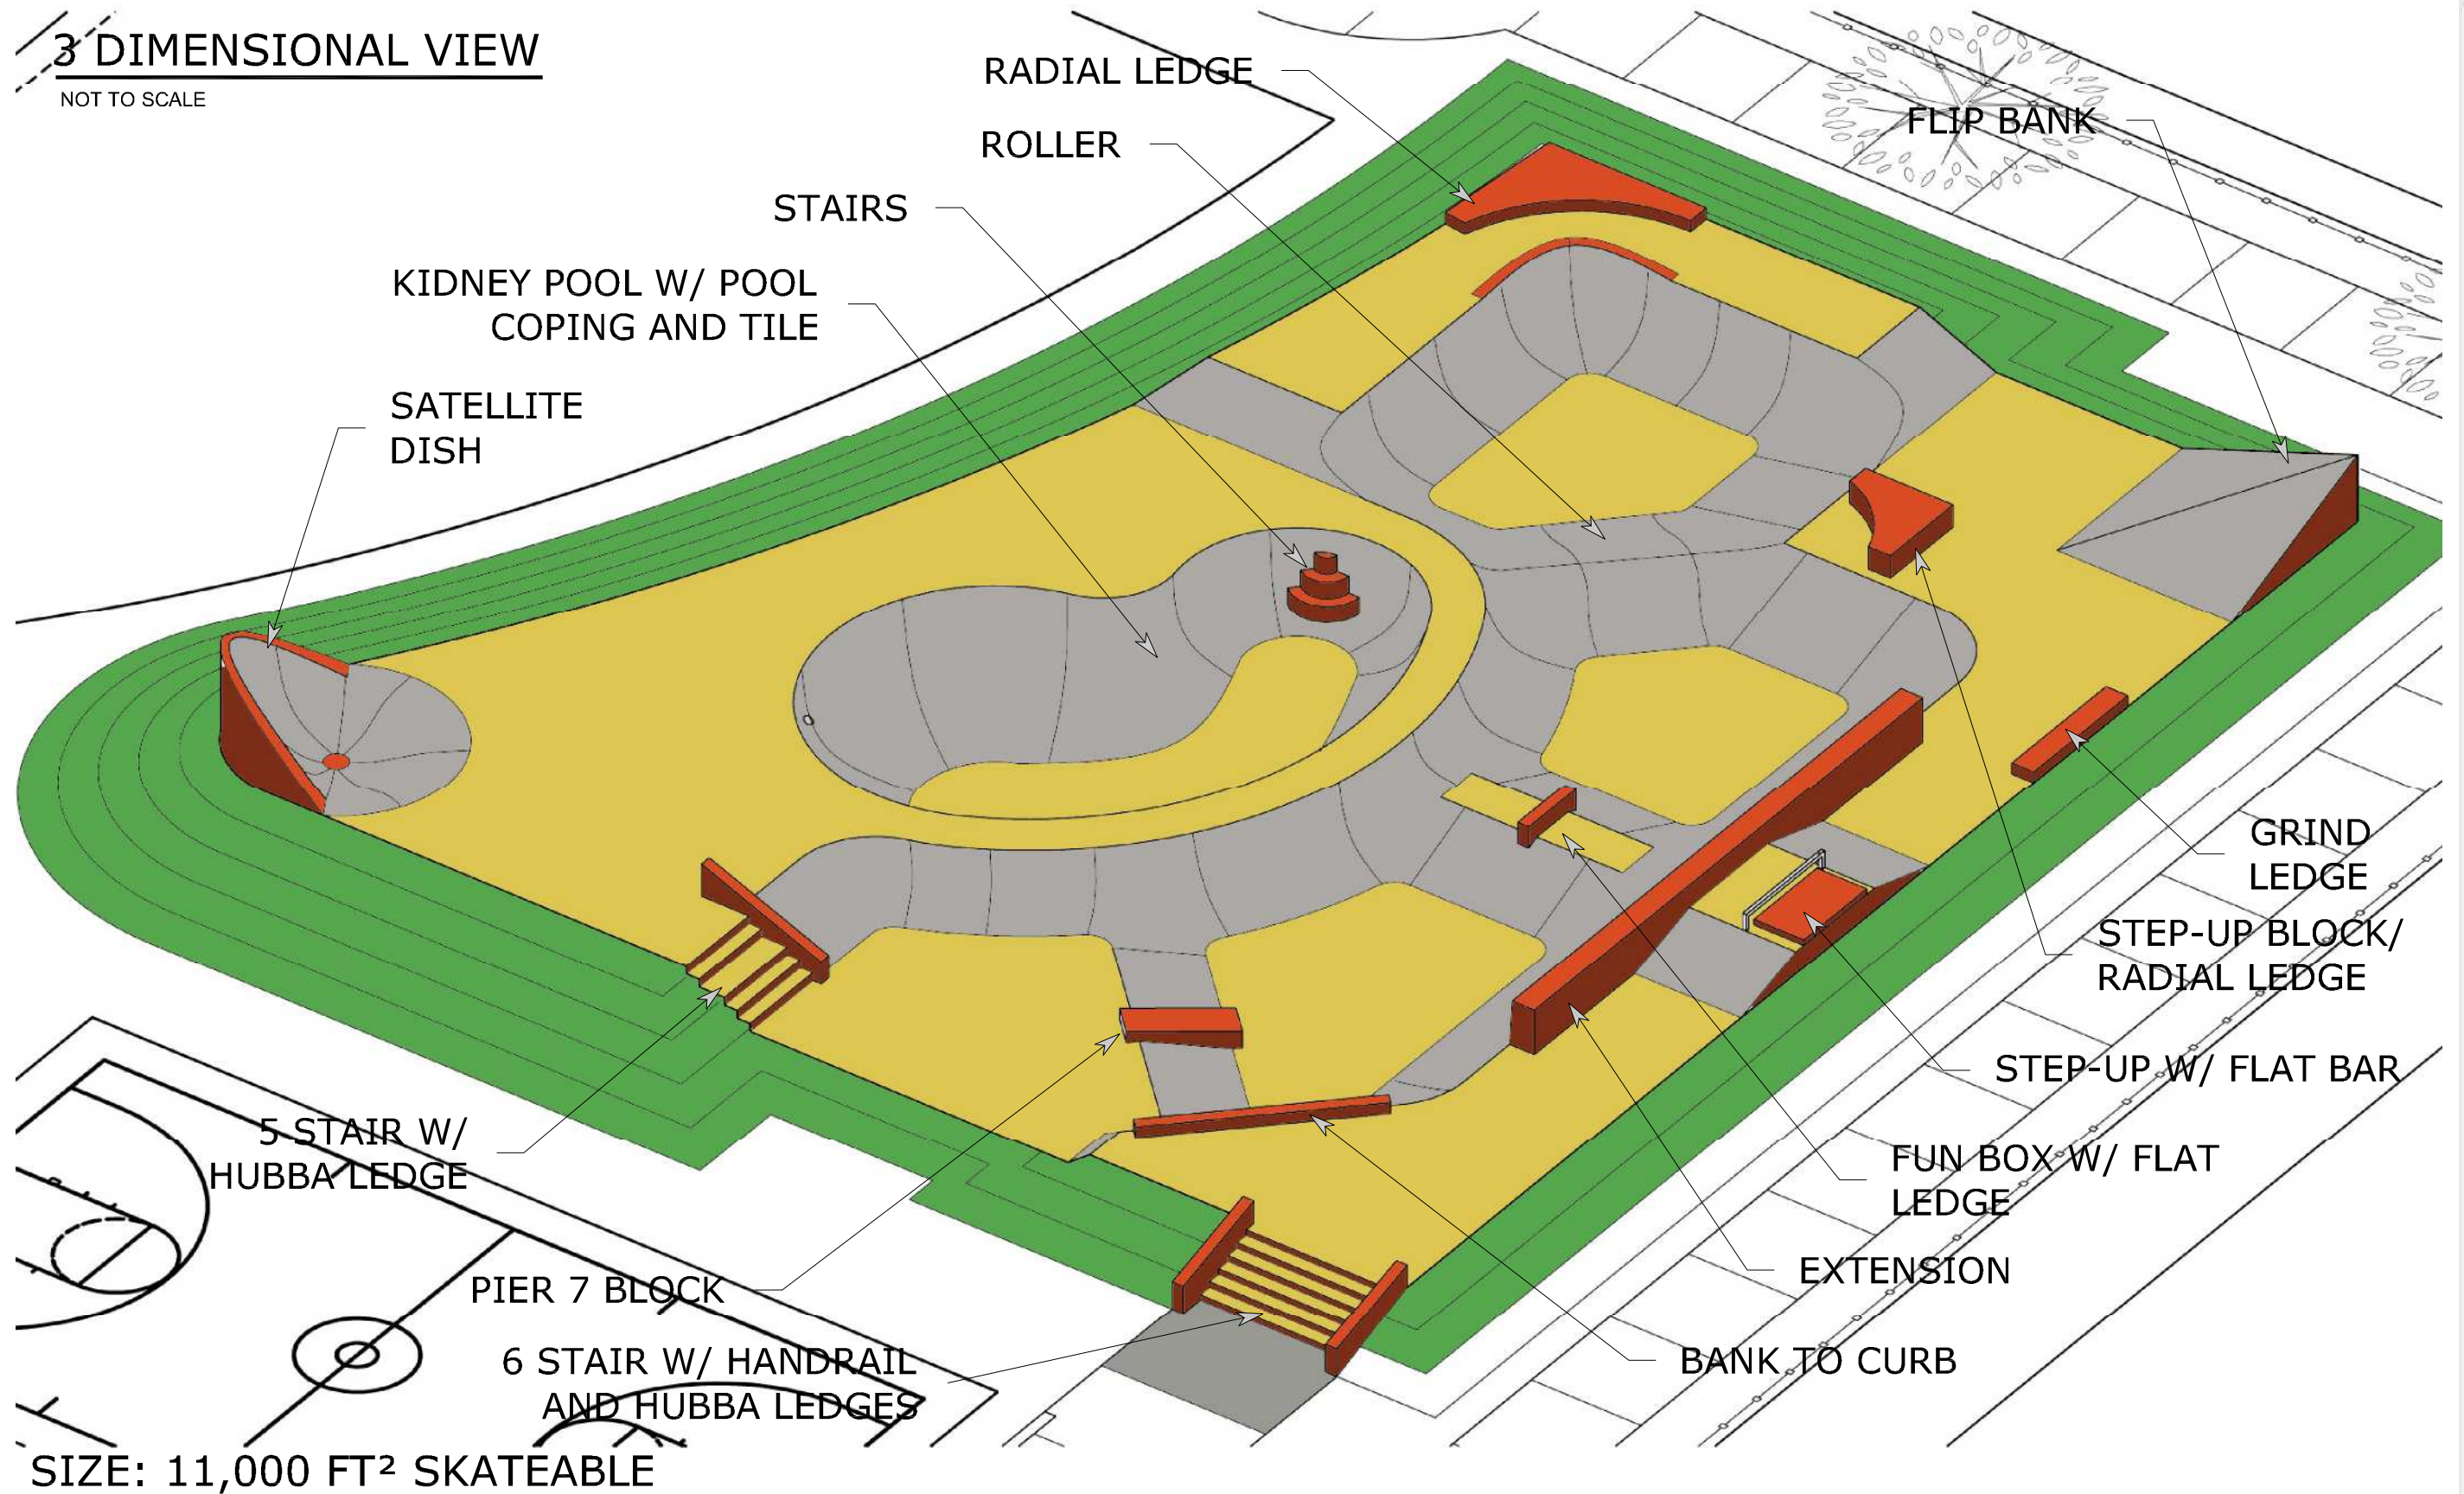 3 DIMENSIONAL VIEW
NOT TO SCALE
RADIAL LEDGE
ROLLER
STAIRS
KIDNEY POOL W/ POOL
COPING AND TILE
SATELLITE
DISH
FLIP BANK
GRIND
LEDGE
STEP-UP BLOCK/
RADIAL LEDGE
STEP-UP W/ FLAT BAR
FUN BOX W/ FLAT
LEDGE
EXTENSION
BANK TO CURB
5 STAIR W/
HUBBA LEDGE
PIER 7 BLOCK
6 STAIR W/ HANDRAIL
AND HUBBA LEDGES
SIZE: 11,000 FT² SKATEABLE